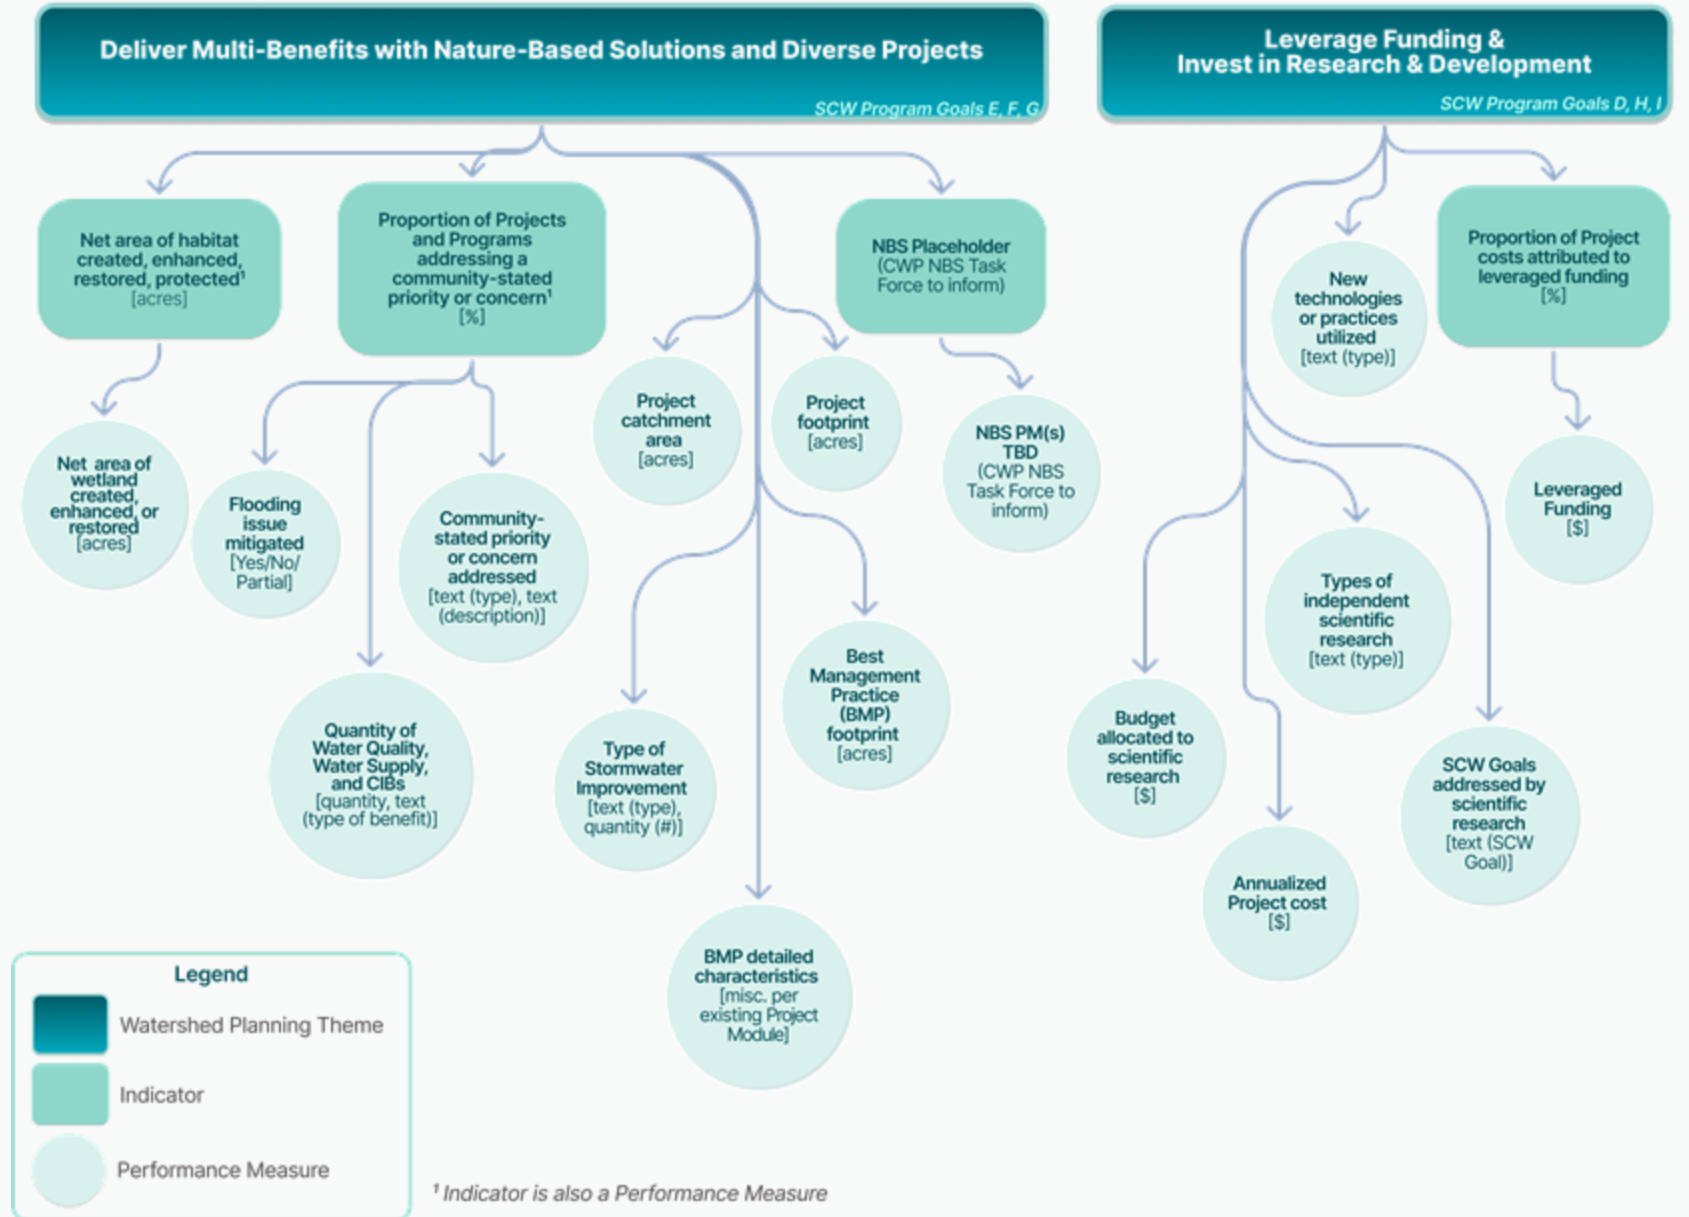 Deliver Multi-Benefits with Nature-Based Solutions and Diverse Projects
SCW Program Goals E, F, G
Leverage Funding &
Invest in Research & Development
SCW Program Goals D, H, I
Net area of habitat
created, enhanced,
restored, protected¹
[acres]
Proportion of Projects
and Programs
addressing a
community-stated
priority or concern¹
[%]
NBS Placeholder
(CWP NBS Task
Force to inform)
New
technologies
or practices
utilized
[text (type)]
Proportion of Project
costs attributed to
leveraged funding
[%]
Net area of
wetland
created,
enhanced, or
restored
[acres]
Flooding
issue
mitigated
[Yes/No/
Partial]
Community-
stated priority
or concern
addressed
[text (type), text
(description)]
Project
catchment
area
[acres]
Project
footprint
[acres]
NBS PM(s)
TBD
(CWP NBS
Task Force to
inform)
Leveraged
Funding
[$]
Quantity of
Water Quality,
Water Supply,
and CIBs
[quantity, text
(type of benefit)]
Type of
Stormwater
Improvement
[text (type),
quantity (#)]
Best
Management
Practice
(BMP)
footprint
[acres]
Types of
independent
scientific
research
[text (type)]
Budget
allocated to
scientific
research
[$]
SCW Goals
addressed by
scientific
research
[text (SCW
Goal)]
Annualized
Project cost
[$]
BMP detailed
characteristics
[misc. per
existing Project
Module]
Legend
Watershed Planning Theme
Indicator
Performance Measure
¹ Indicator is also a Performance Measure